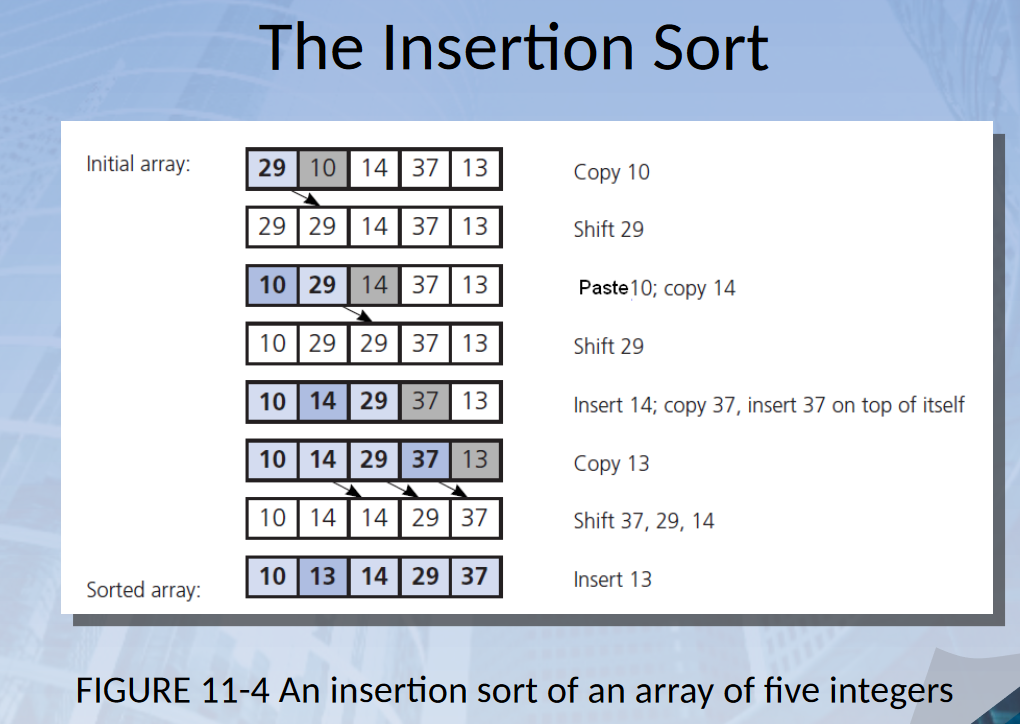 The Insertion Sort
Initial array: 29 10 14 37 13 Copy 10
29 29 14 37 13 Shift 29
10 29 14 37 13 Paste 10; copy 14
10 29 29 37 13 Shift 29
10 14 29 37 13 Insert 14; copy 37, insert 37 on top of itself
10 14 29 37 13 Copy 13
10 14 14 29 37 Shift 37, 29, 14
Sorted array: 10 13 14 29 37 Insert 13
FIGURE 11-4 An insertion sort of an array of five integers